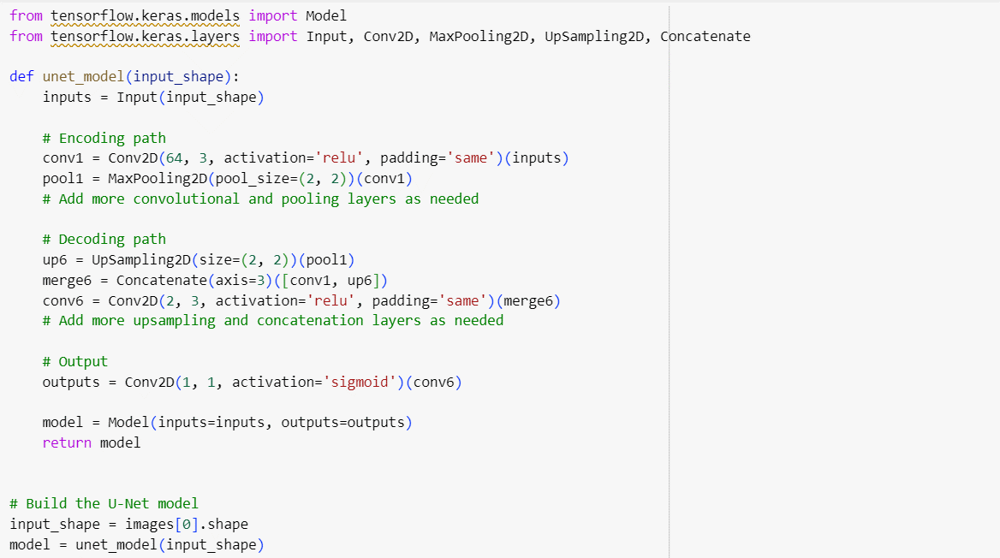 from tensorflow.keras.models import Model
from tensorflow.keras.layers import Input, Conv2D, MaxPooling2D, UpSampling2D, Concatenate

def unet_model(input_shape):
    inputs = Input(input_shape)

    # Encoding path
    conv1 = Conv2D(64, 3, activation='relu', padding='same')(inputs)
    pool1 = MaxPooling2D(pool_size=(2, 2))(conv1)
    # Add more convolutional and pooling layers as needed

    # Decoding path
    up6 = UpSampling2D(size=(2, 2))(pool1)
    merge6 = Concatenate(axis=3)([conv1, up6])
    conv6 = Conv2D(2, 3, activation='relu', padding='same')(merge6)
    # Add more upsampling and concatenation layers as needed

    # Output
    outputs = Conv2D(1, 1, activation='sigmoid')(conv6)

    model = Model(inputs=inputs, outputs=outputs)
    return model


# Build the U-Net model
input_shape = images[0].shape
model = unet_model(input_shape)